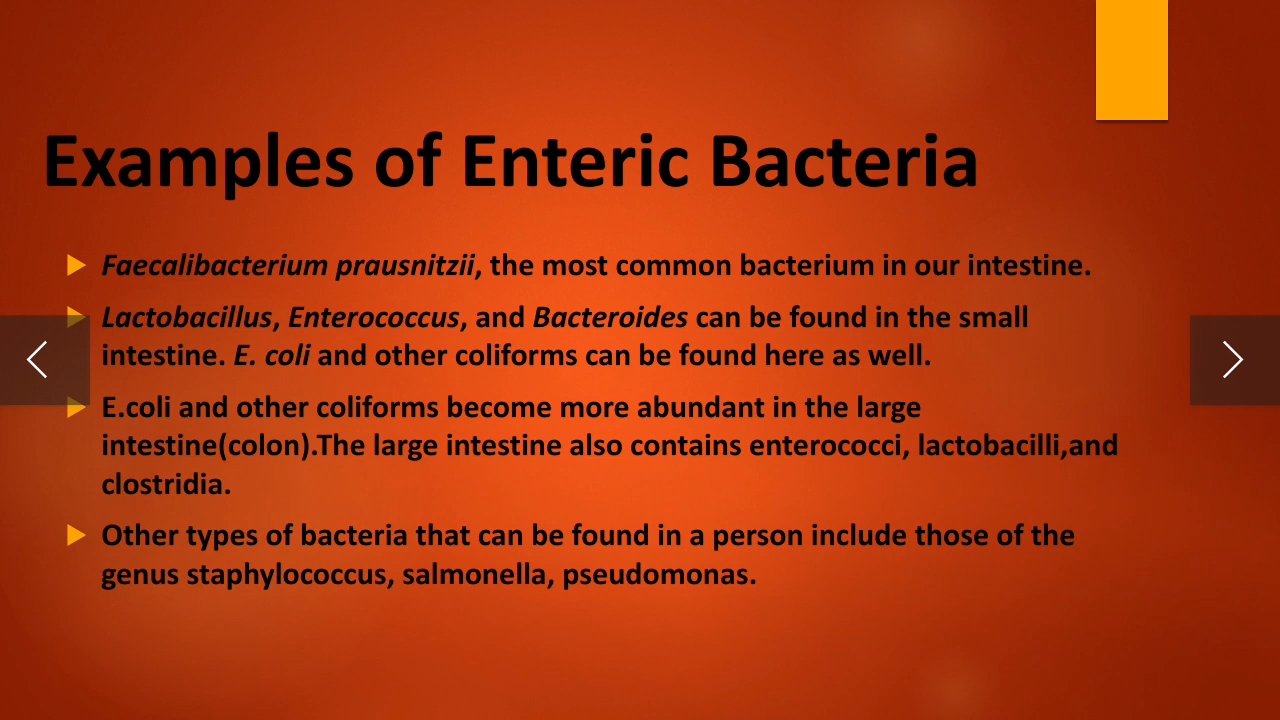 Examples of Enteric Bacteria
Faecalibacterium prausnitzii, the most common bacterium in our intestine.
Lactobacillus, Enterococcus, and Bacteroides can be found in the small
intestine. E. coli and other coliforms can be found here as well.
E.coli and other coliforms become more abundant in the large
intestine(colon).The large intestine also contains enterococci, lactobacilli,and
clostridia.
Other types of bacteria that can be found in a person include those of the
genus staphylococcus, salmonella, pseudomonas.